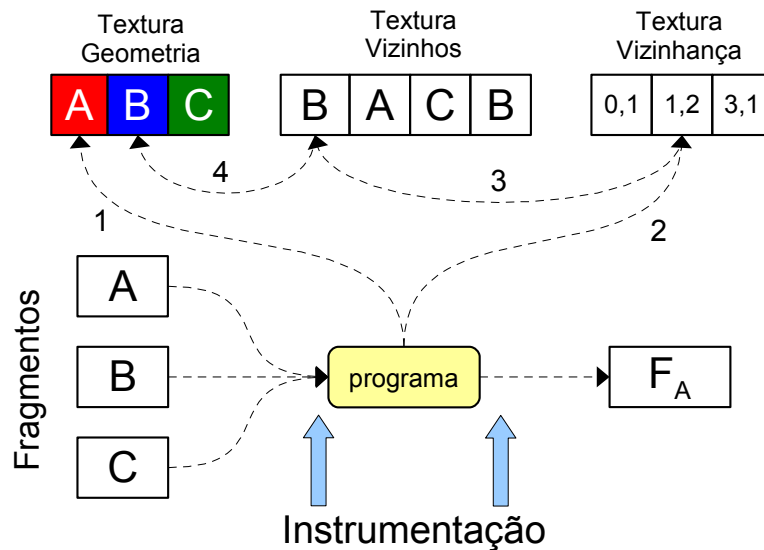 Textura
Geometria
Textura
Vizinhos
Textura
Vizinhança
A B C
B A C B
0,1 1,2 3,1
4
3
1
2
Fragmentos
A
B
C
programa
F_A
Instrumentação